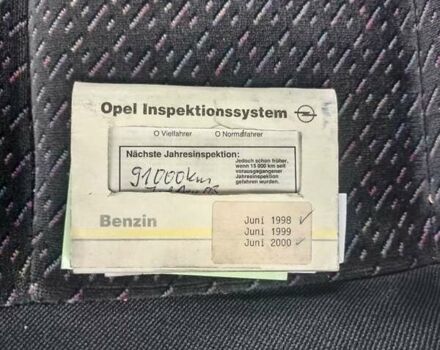 Opel Inspektionssystem
O Vielfahrer O Normalfahrer
Nächste Jahresinspektion:
Jedoch schon früher,
wenn 15 000 km seit
vorausgegangener
Jahresinspektion
gefahren wurden.
91000km
Benzin
Juni 1998 ✓
Juni 1999
Juni 2000 ✓